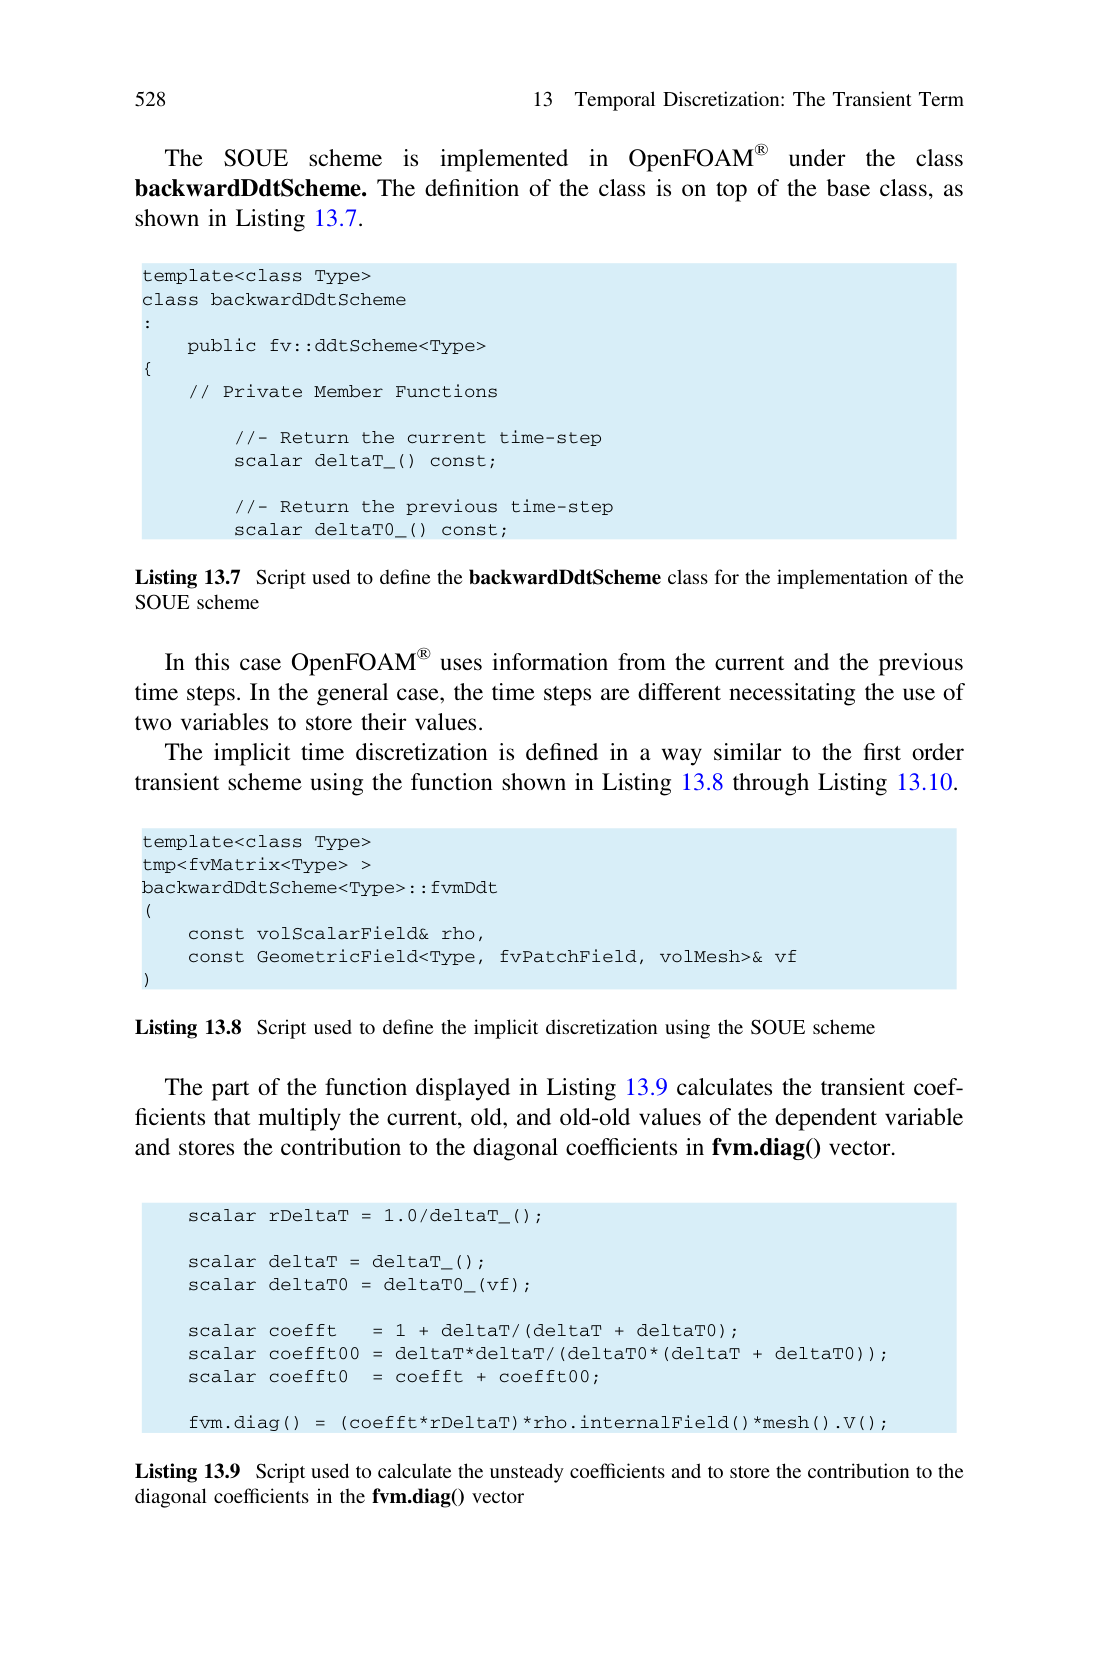 528
13 Temporal Discretization: The Transient Term
The SOUE scheme is implemented in OpenFOAM® under the class
backwardDdtScheme. The definition of the class is on top of the base class, as
shown in Listing 13.7.
template<class Type>
class backwardDdtScheme
:
    public fv::ddtScheme<Type>
{
    // Private Member Functions
        //- Return the current time-step
        scalar deltaT_() const;
        //- Return the previous time-step
        scalar deltaT0_() const;
Listing 13.7 Script used to define the backwardDdtScheme class for the implementation of the
SOUE scheme
In this case OpenFOAM® uses information from the current and the previous
time steps. In the general case, the time steps are different necessitating the use of
two variables to store their values.
The implicit time discretization is defined in a way similar to the first order
transient scheme using the function shown in Listing 13.8 through Listing 13.10.
template<class Type>
tmp<fvMatrix<Type> >
backwardDdtScheme<Type>::fvmDdt
(
    const volScalarField& rho,
    const GeometricField<Type, fvPatchField, volMesh>& vf
)
Listing 13.8 Script used to define the implicit discretization using the SOUE scheme
The part of the function displayed in Listing 13.9 calculates the transient coef-
ficients that multiply the current, old, and old-old values of the dependent variable
and stores the contribution to the diagonal coefficients in fvm.diag() vector.
    scalar rDeltaT = 1.0/deltaT_();
    scalar deltaT = deltaT_();
    scalar deltaT0 = deltaT0_(vf);
    scalar coefft   = 1 + deltaT/(deltaT + deltaT0);
    scalar coefft00 = deltaT*deltaT/(deltaT0*(deltaT + deltaT0));
    scalar coefft0  = coefft + coefft00;
    fvm.diag() = (coefft*rDeltaT)*rho.internalField()*mesh().V();
Listing 13.9 Script used to calculate the unsteady coefficients and to store the contribution to the
diagonal coefficients in the fvm.diag() vector